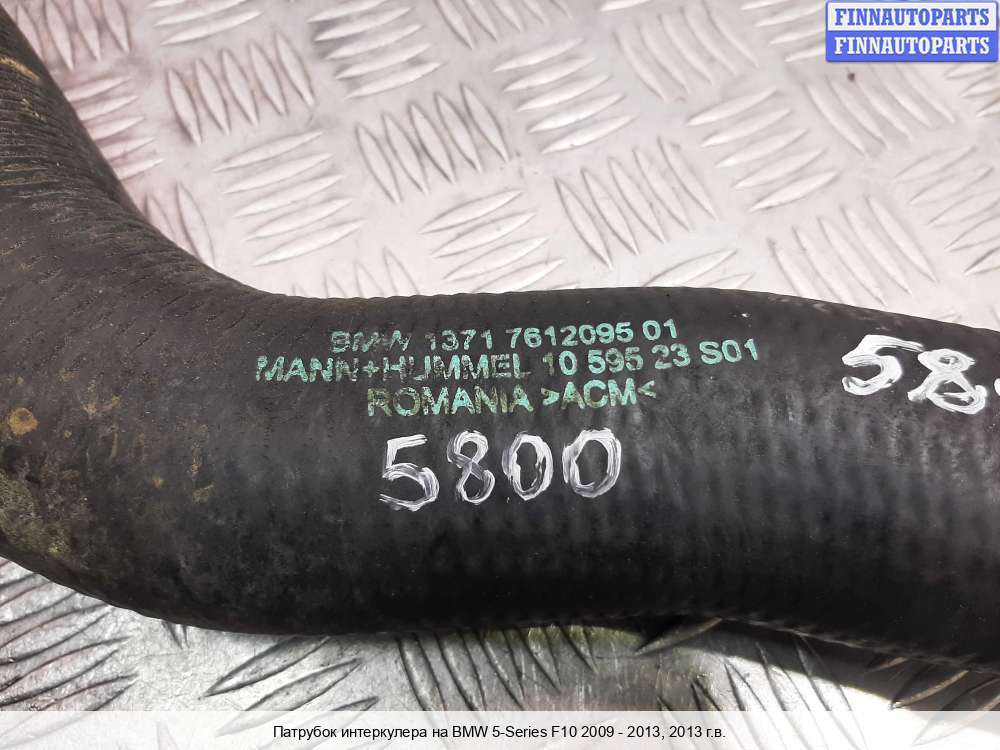 FINNAUTOPARTS
FINNAUTOPARTS
BMW 1371 7612095 01
MANN+HUMMEL 10 595 23 S01
ROMANIA >ACM<
5800
58
Патрубок интеркулера на BMW 5-Series F10 2009 - 2013, 2013 г.в.